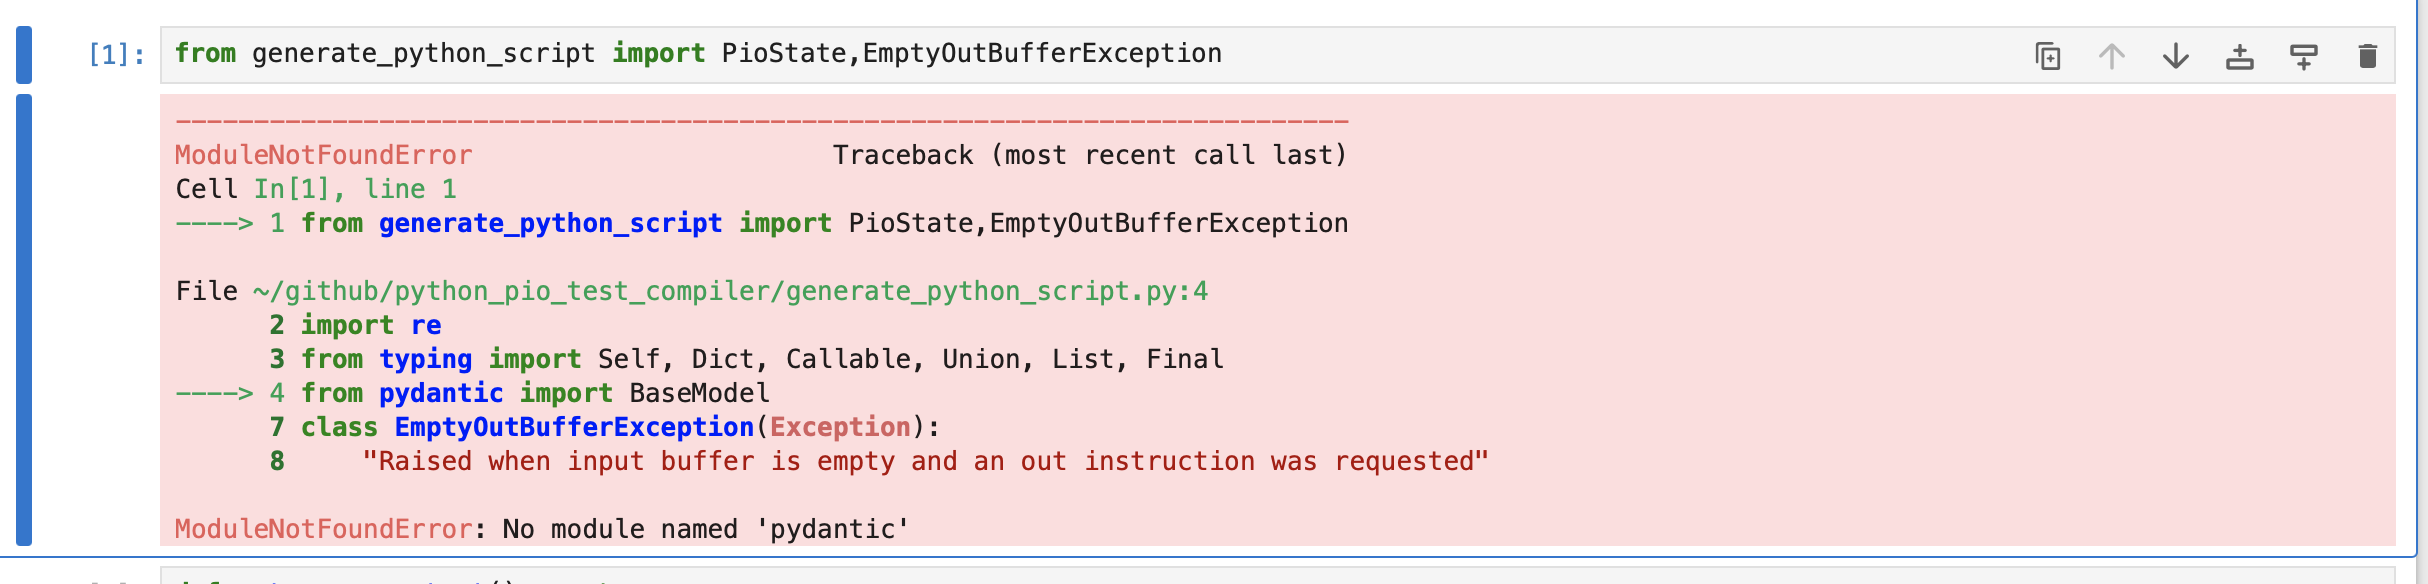 [1]: from generate_python_script import PioState,EmptyOutBufferException
---------------------------------------------------------------------------
ModuleNotFoundError                       Traceback (most recent call last)
Cell In[1], line 1
----> 1 from generate_python_script import PioState,EmptyOutBufferException
File ~/github/python_pio_test_compiler/generate_python_script.py:4
      2 import re
      3 from typing import Self, Dict, Callable, Union, List, Final
----> 4 from pydantic import BaseModel
      7 class EmptyOutBufferException(Exception):
      8     "Raised when input buffer is empty and an out instruction was requested"
ModuleNotFoundError: No module named 'pydantic'